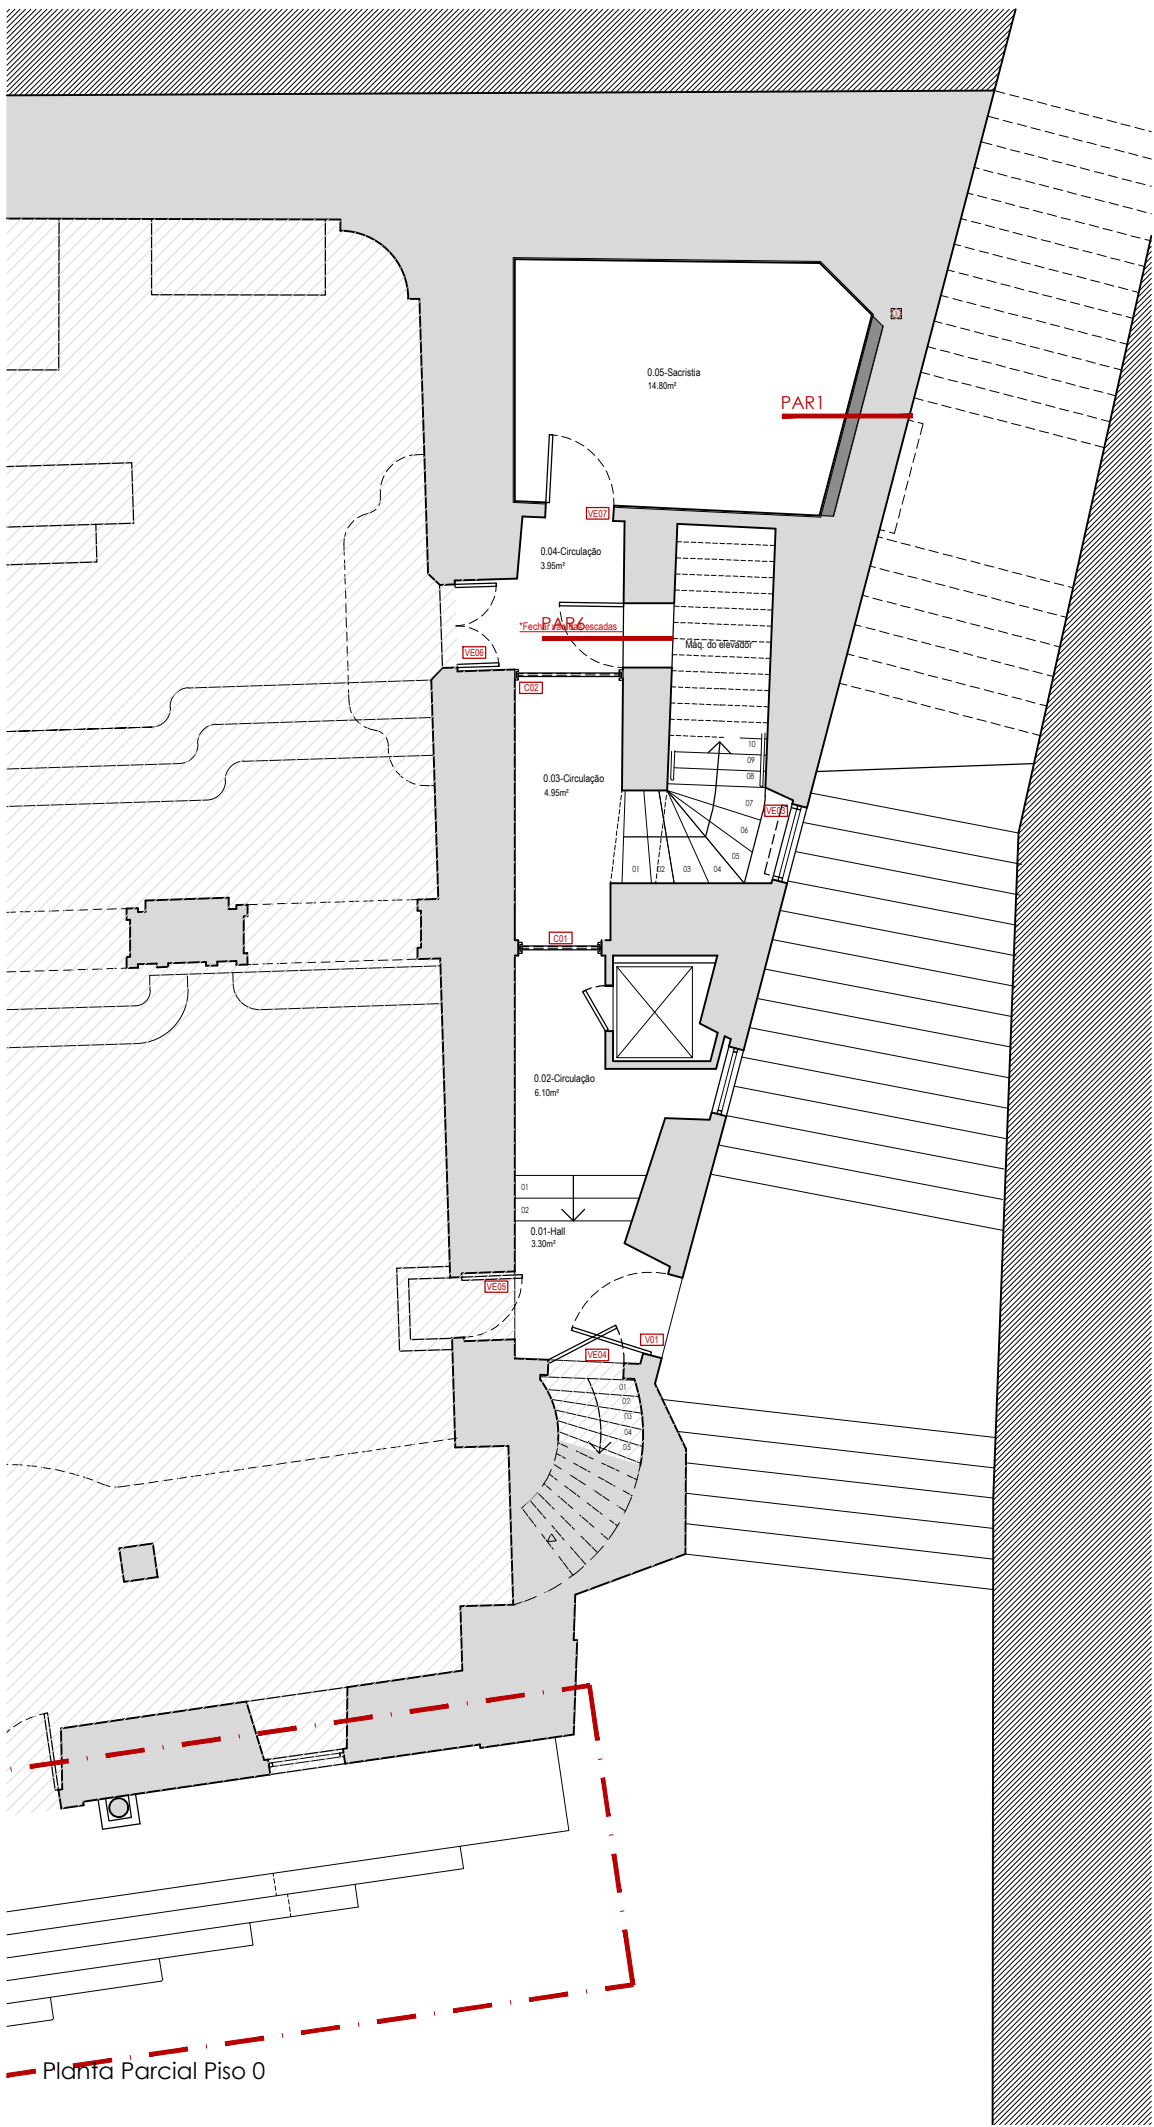 0.05-Sacristia
14.80m²
PAR1
VE07
0.04-Circulação
3.95m²
PAR6
*Fechar escadas
Maq. do elevador
VE06
C02
10
09
08
07
06
05
04
03
02
01
0.03-Circulação
4.95m²
VE03
C01
0.02-Circulação
6.10m²
01
02
0.01-Hall
3.30m²
VE05
V01
VE04
01
02
03
04
05
Planta Parcial Piso 0